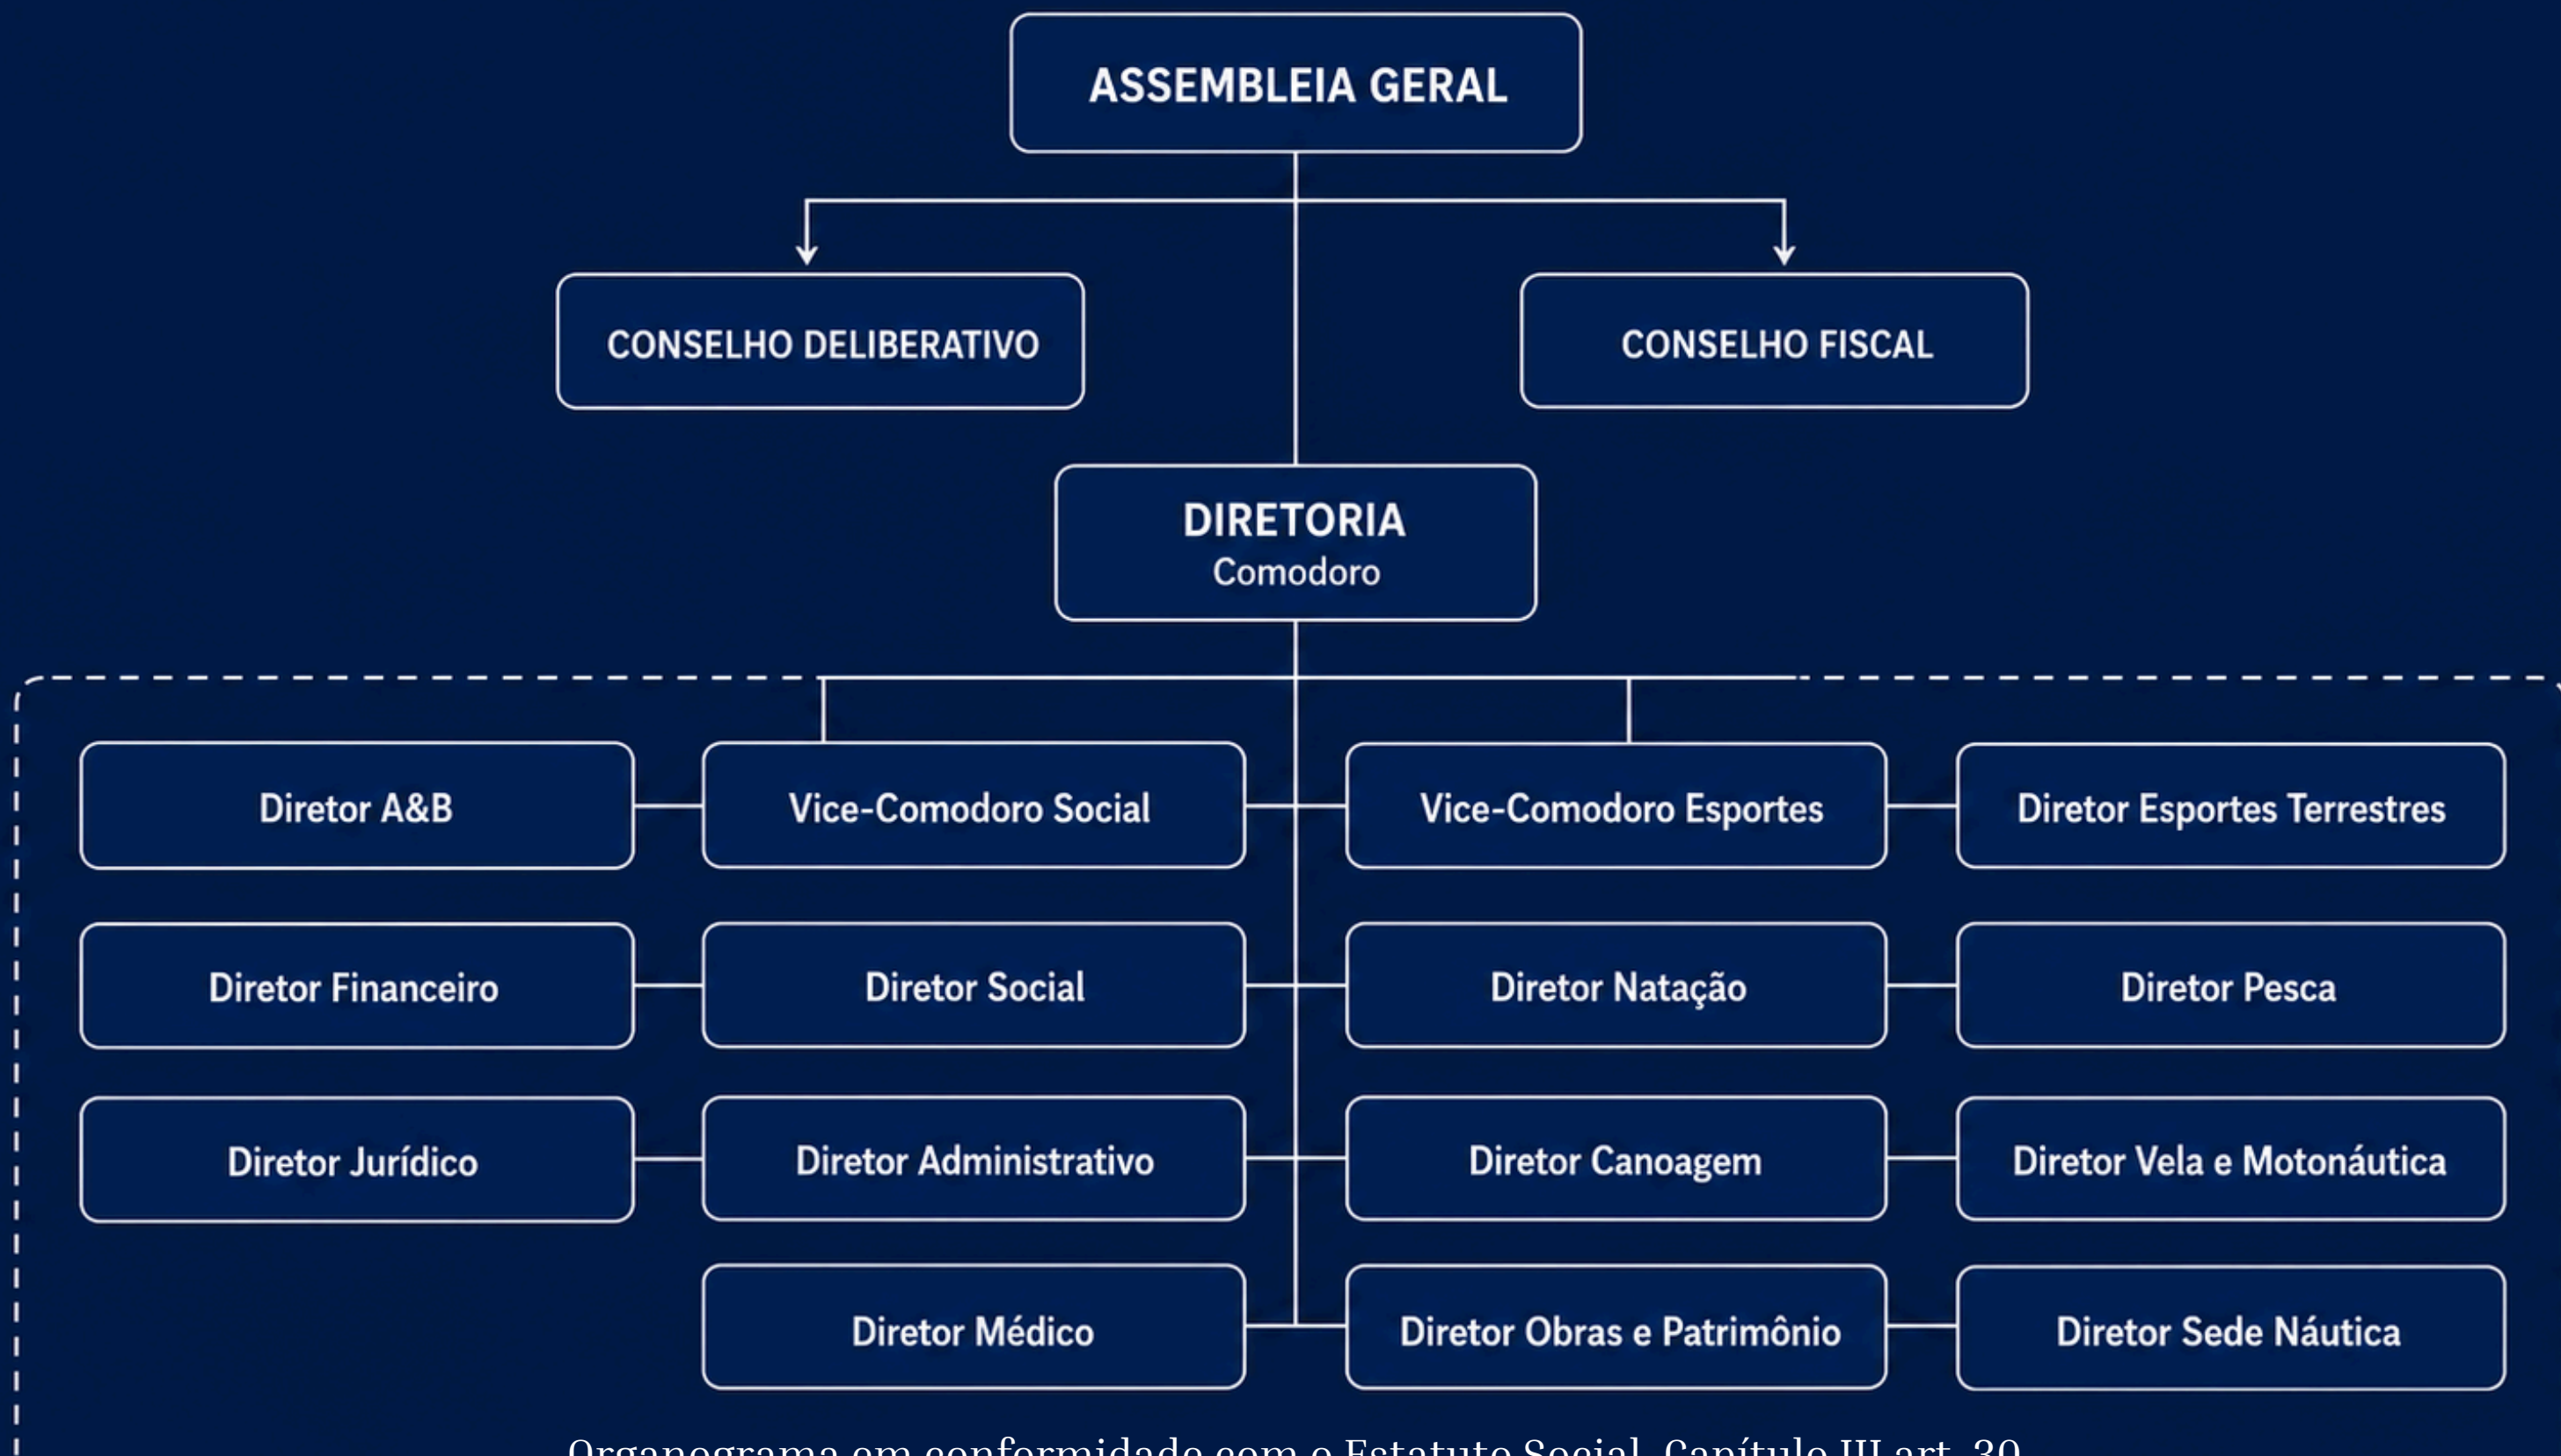 ASSEMBLEIA GERAL
CONSELHO DELIBERATIVO
CONSELHO FISCAL
DIRETORIA
Comodoro
Diretor A&B
Vice-Comodoro Social
Vice-Comodoro Esportes
Diretor Esportes Terrestres
Diretor Financeiro
Diretor Social
Diretor Natação
Diretor Pesca
Diretor Jurídico
Diretor Administrativo
Diretor Canoagem
Diretor Vela e Motonáutica
Diretor Médico
Diretor Obras e Patrimônio
Diretor Sede Náutica
Organograma em conformidade com o Estatuto Social, Capítulo III art. 30